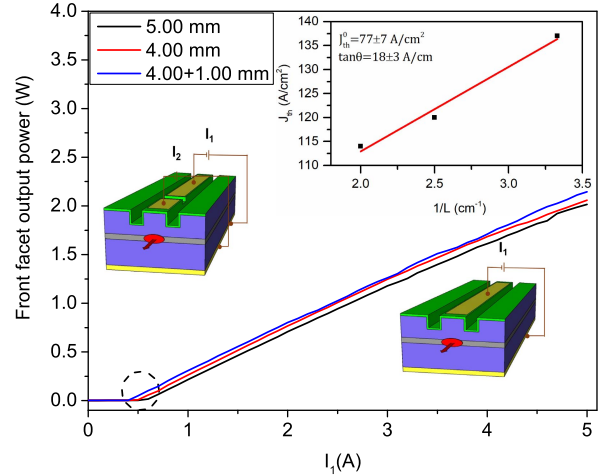 5.00 mm
4.00 mm
4.00+1.00 mm
J⁰th=77±7 A/cm²
tanθ=18±3 A/cm
Jth (A/cm²)
140
135
130
125
120
115
110
2.0
2.5
3.0
3.5
1/L (cm⁻¹)
I₂
I₁
I₁
Front facet output power (W)
4.0
3.5
3.0
2.5
2.0
1.5
1.0
0.5
0.0
0
1
2
3
4
5
I₁(A)